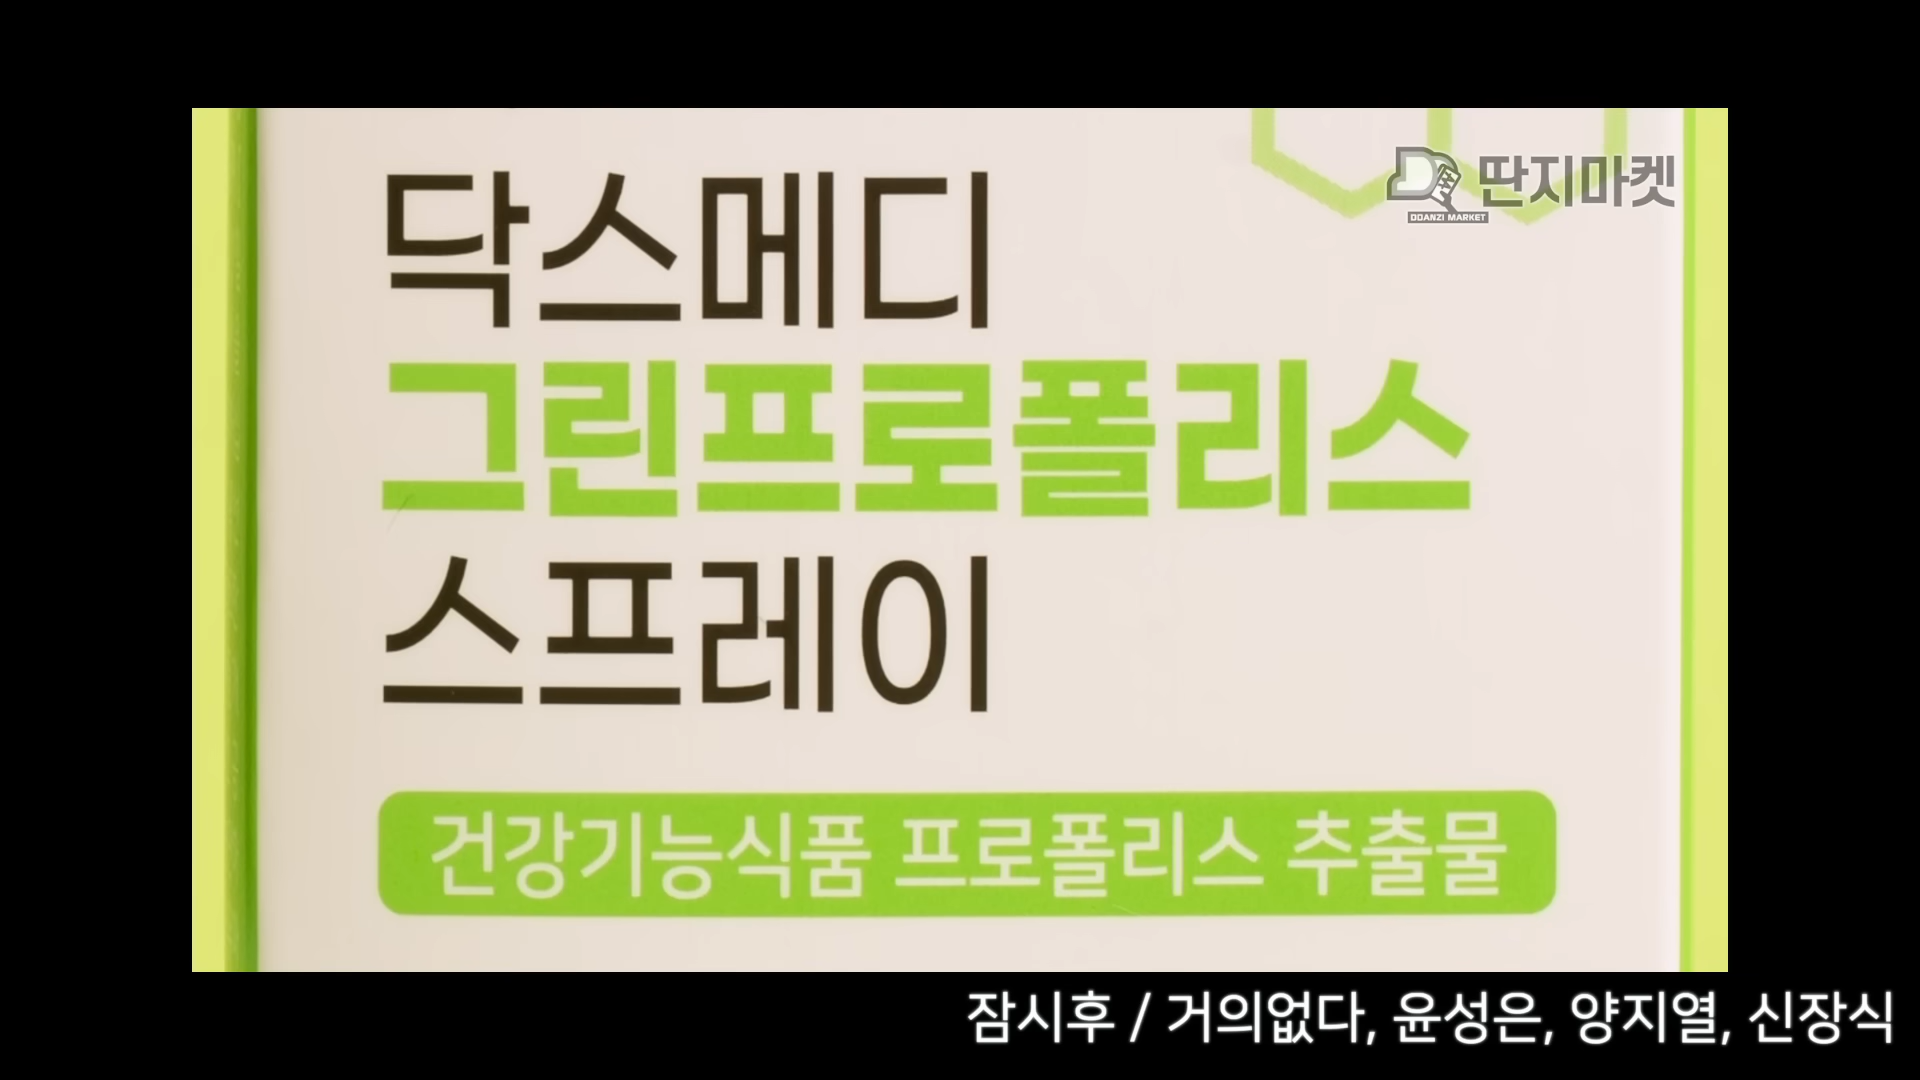 딴지마켓
DDANZI MARKET
닥스메디
그린프로폴리스
스프레이
건강기능식품 프로폴리스 추출물
잠시후 / 거의없다, 윤성은, 양지열, 신장식